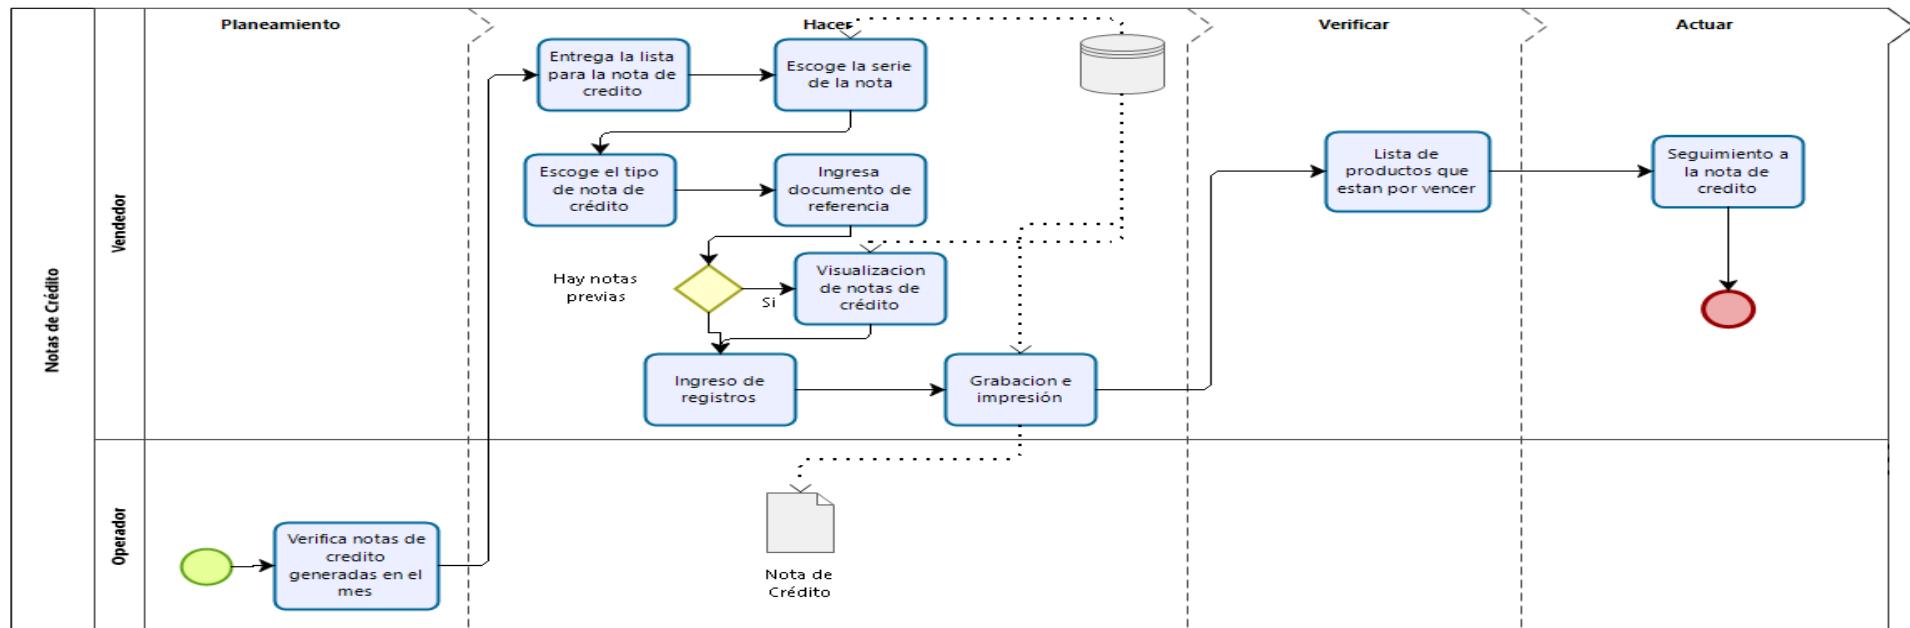 Planeamiento
Hacer
Verificar
Actuar
Notas de Crédito
Vendedor
Entrega la lista
para la nota de
credito
Escoge la serie
de la nota
Escoge el tipo
de nota de
crédito
Ingresa
documento de
referencia
Hay notas
previas
Si
Visualizacion
de notas de
crédito
Ingreso de
registros
Grabacion e
impresión
Lista de
productos que
estan por vencer
Seguimiento a
la nota de
credito
Operador
Verifica notas de
credito
generadas en el
mes
Nota de
Crédito